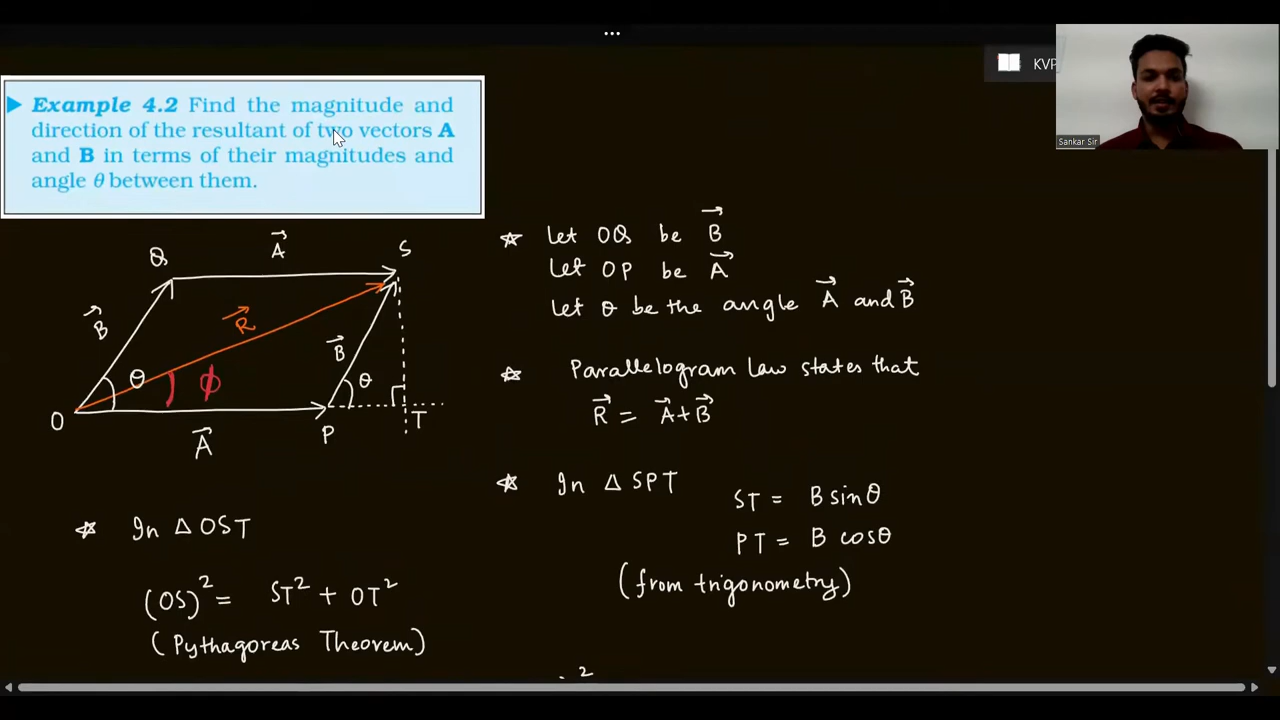 ...
KVP
Sankar Sir
Example 4.2 Find the magnitude and
direction of the resultant of two vectors A
and B in terms of their magnitudes and
angle θ between them.
Q
A⃗
S
B⃗
R⃗
B⃗
θ
ϕ
θ
O
A⃗
P
T
☆ Let OQ be B⃗
Let OP be A⃗
Let θ be the angle A⃗ and B⃗
☆ Parallelogram Law states that
R⃗ = A⃗ + B⃗
☆ In Δ SPT
ST = B sinθ
PT = B cosθ
(from trigonometry)
☆ In Δ OST
(OS)² = ST² + OT²
(Pythagoreas Theorem)
2